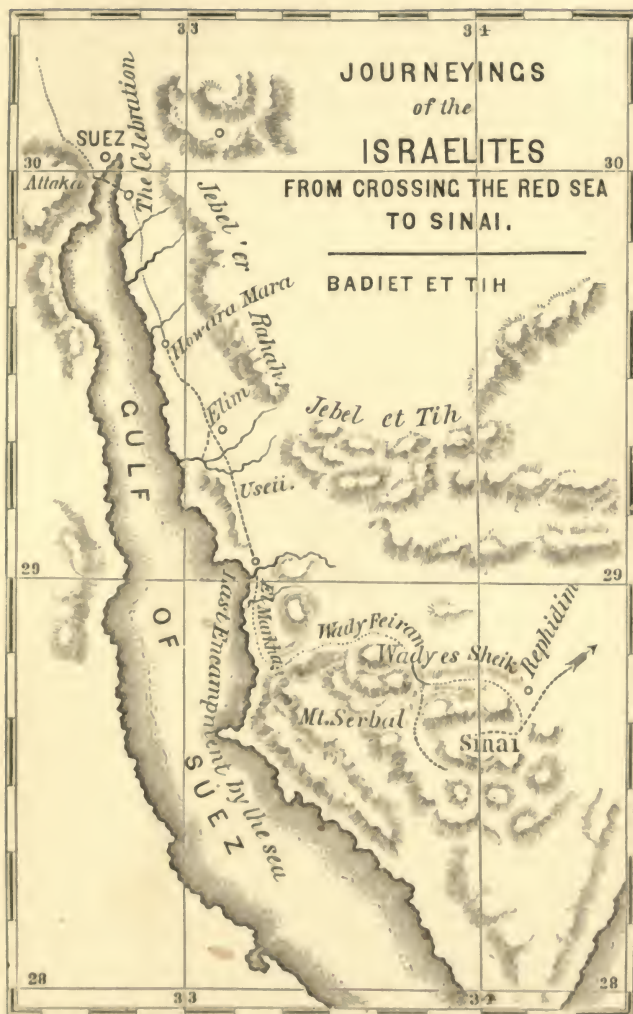 33
34
JOURNEYINGS
of the
ISRAELITES
FROM CROSSING THE RED SEA
TO SINAI.
BADIET ET TIH
30
30
SUEZ
Attaka
The Celebration
Jebel 'er
Rahah
Howara Mara
Elim
Jebel et Tih
Useii.
GULF
OF
SUEZ
29
29
El Markha
Last Encampment by the sea
Wady Feiran
Wady es Sheik
Rephidim
Mt. Serbal
Sinai
28
28
33
34